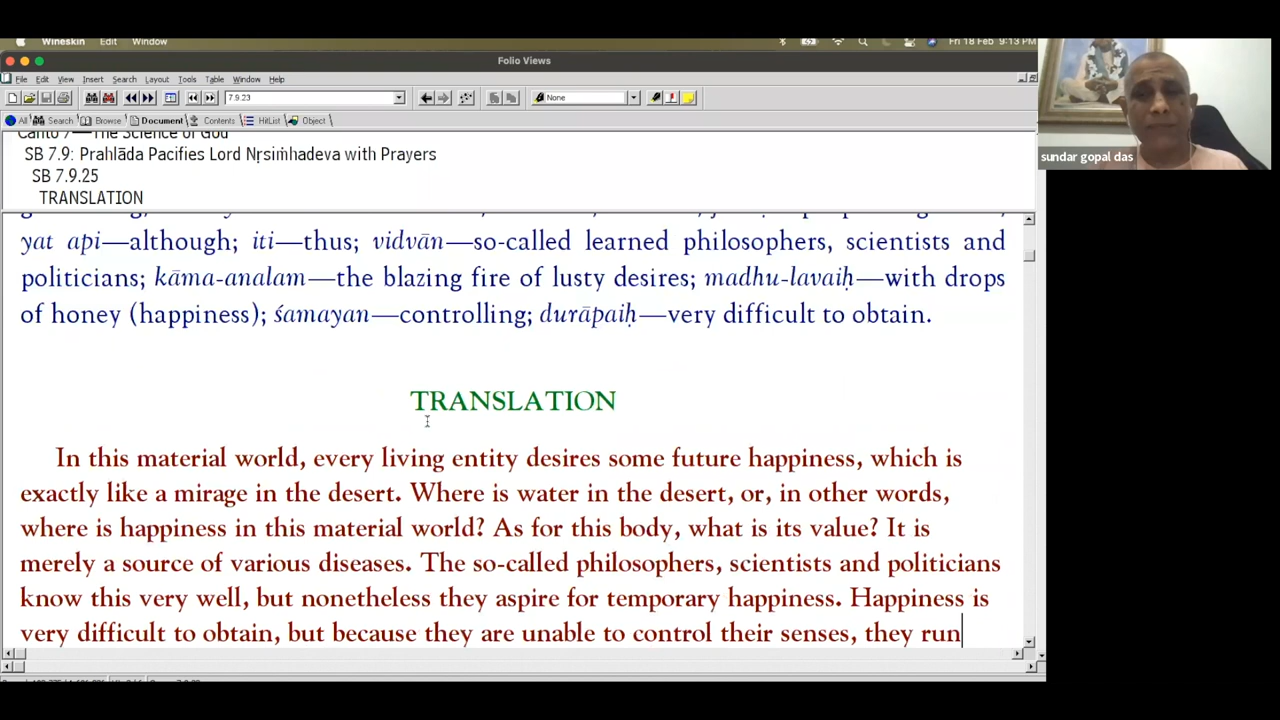 Wineskin Edit Window Fri 18 Feb 9:13 PM
Folio Views
File Edit View Insert Search Layout Tools Table Window Help
7.9.23 None
All Search Browse Document Contents HitList Object
Canto 7—The Science of God
SB 7.9: Prahlāda Pacifies Lord Nṛsiṁhadeva with Prayers
SB 7.9.25
TRANSLATION
yat api—although; iti—thus; vidvān—so-called learned philosophers, scientists and
politicians; kāma-analam—the blazing fire of lusty desires; madhu-lavaiḥ—with drops
of honey (happiness); śamayan—controlling; durāpaiḥ—very difficult to obtain.
TRANSLATION
In this material world, every living entity desires some future happiness, which is
exactly like a mirage in the desert. Where is water in the desert, or, in other words,
where is happiness in this material world? As for this body, what is its value? It is
merely a source of various diseases. The so-called philosophers, scientists and politicians
know this very well, but nonetheless they aspire for temporary happiness. Happiness is
very difficult to obtain, but because they are unable to control their senses, they run
sundar gopal das